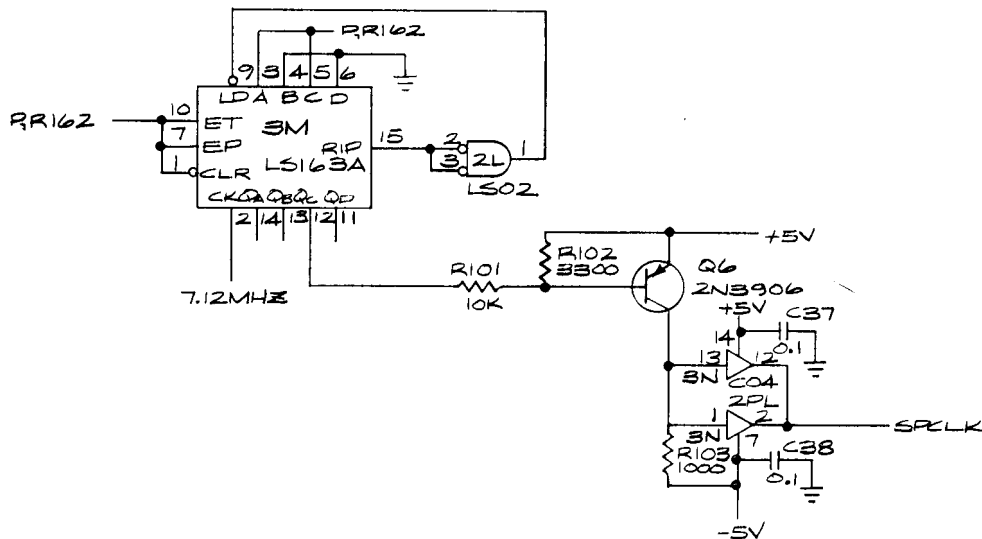 P,R162
9 3 4 5 6
LD A B C D
P,R162
10 ET 3M
7 EP RIP 15 2 1
1 CLR LS163A 3 2L
LS02
CK QA QB QC QD
2 14 13 12 11
7.12MHZ
R101
10K
R102
3300
+5V
Q6
2N3906
+5V
C37
14 0.1
13 12
3N C04
2PL
1 2
3N 7
SPCLK
R103
1000
C38
0.1
-5V